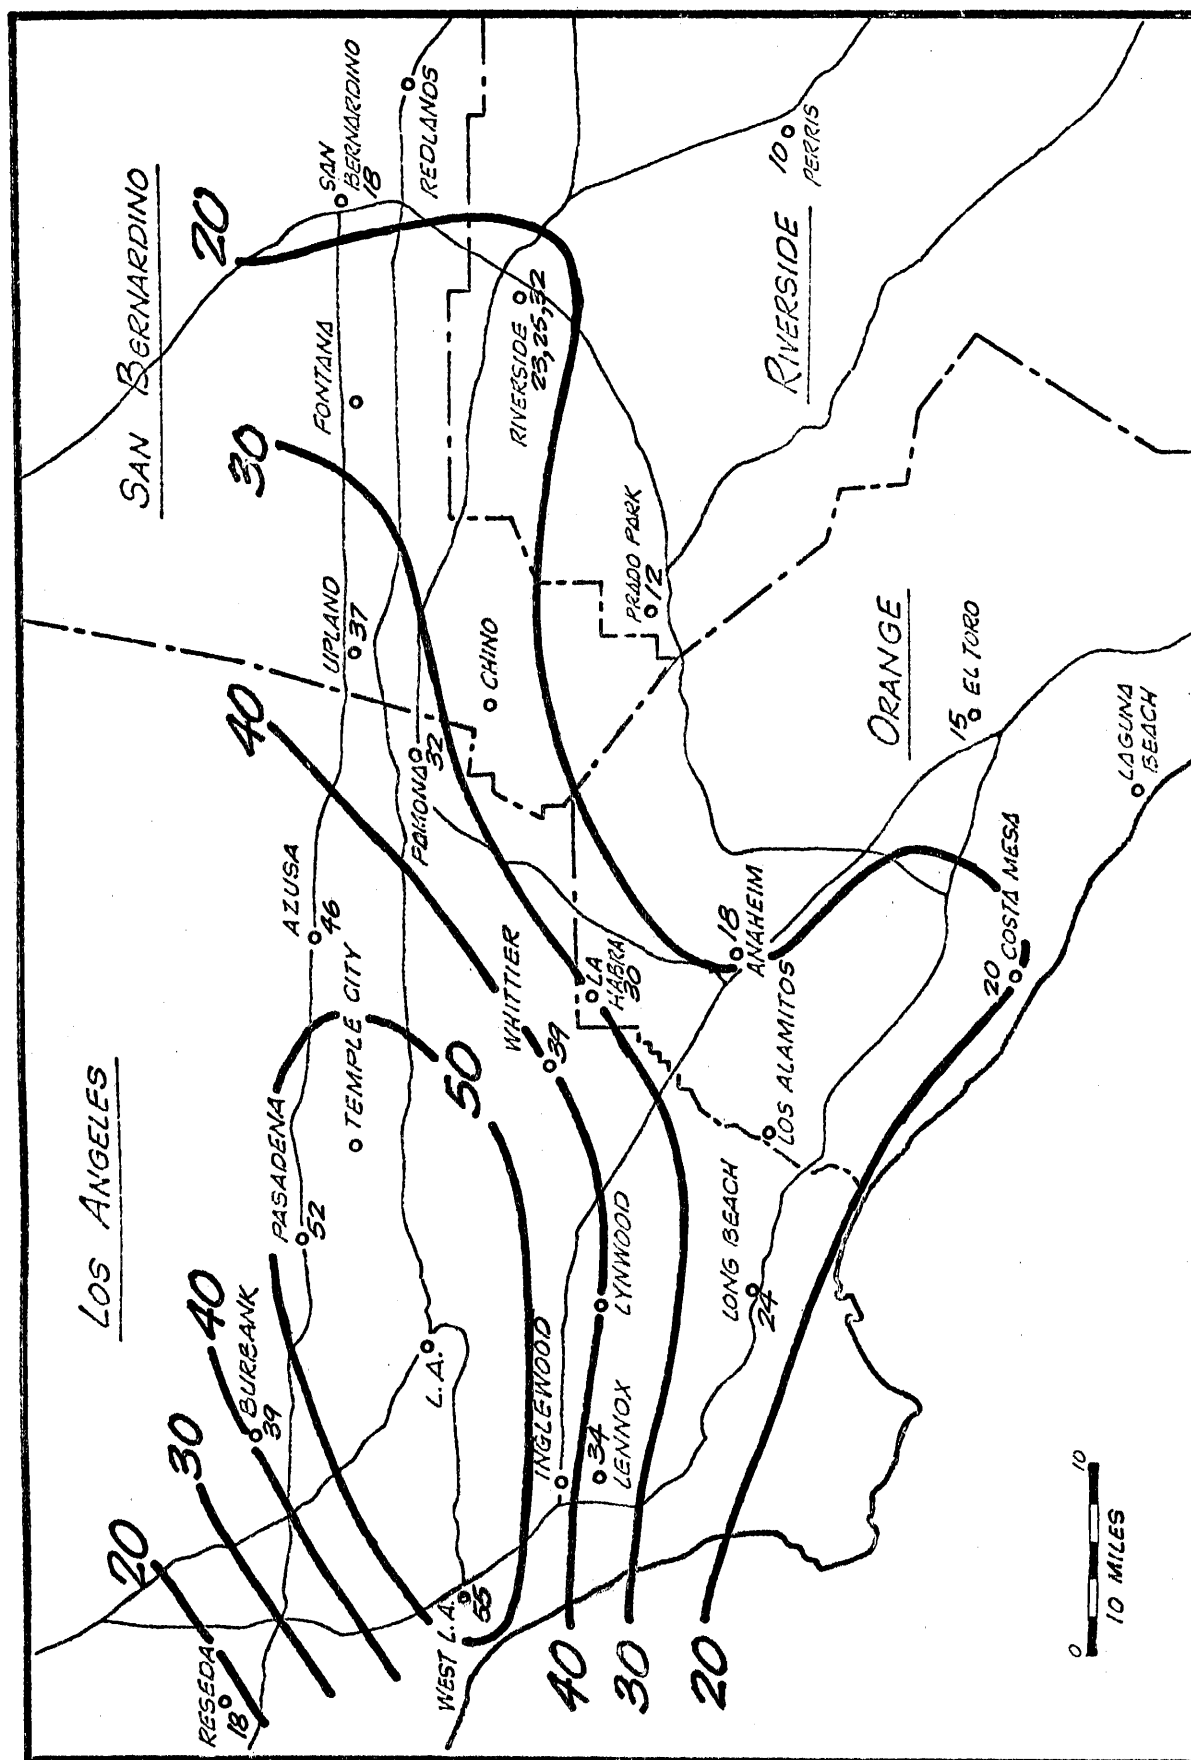 LOS ANGELES
SAN BERNARDINO
20
30
40
30
20
40
50
RESEDA
18
BURBANK
39
PASADENA
52
TEMPLE CITY
AZUSA
46
UPLAND
37
FONTANA
SAN
BERNARDINO
18
REDLANDS
WEST L.A.
55
L.A.
POMONA
32
CHINO
RIVERSIDE
23, 25, 32
INGLEWOOD
34
LENNOX
LYNWOOD
WHITTIER
39
LA
HABRA
30
PRADO PARK
12
40
30
20
LONG BEACH
24
LOS ALAMITOS
18
ANAHEIM
ORANGE
RIVERSIDE
10
PERRIS
15
EL TORO
20
COSTA MESA
LAGUNA
BEACH
0 10
10 MILES